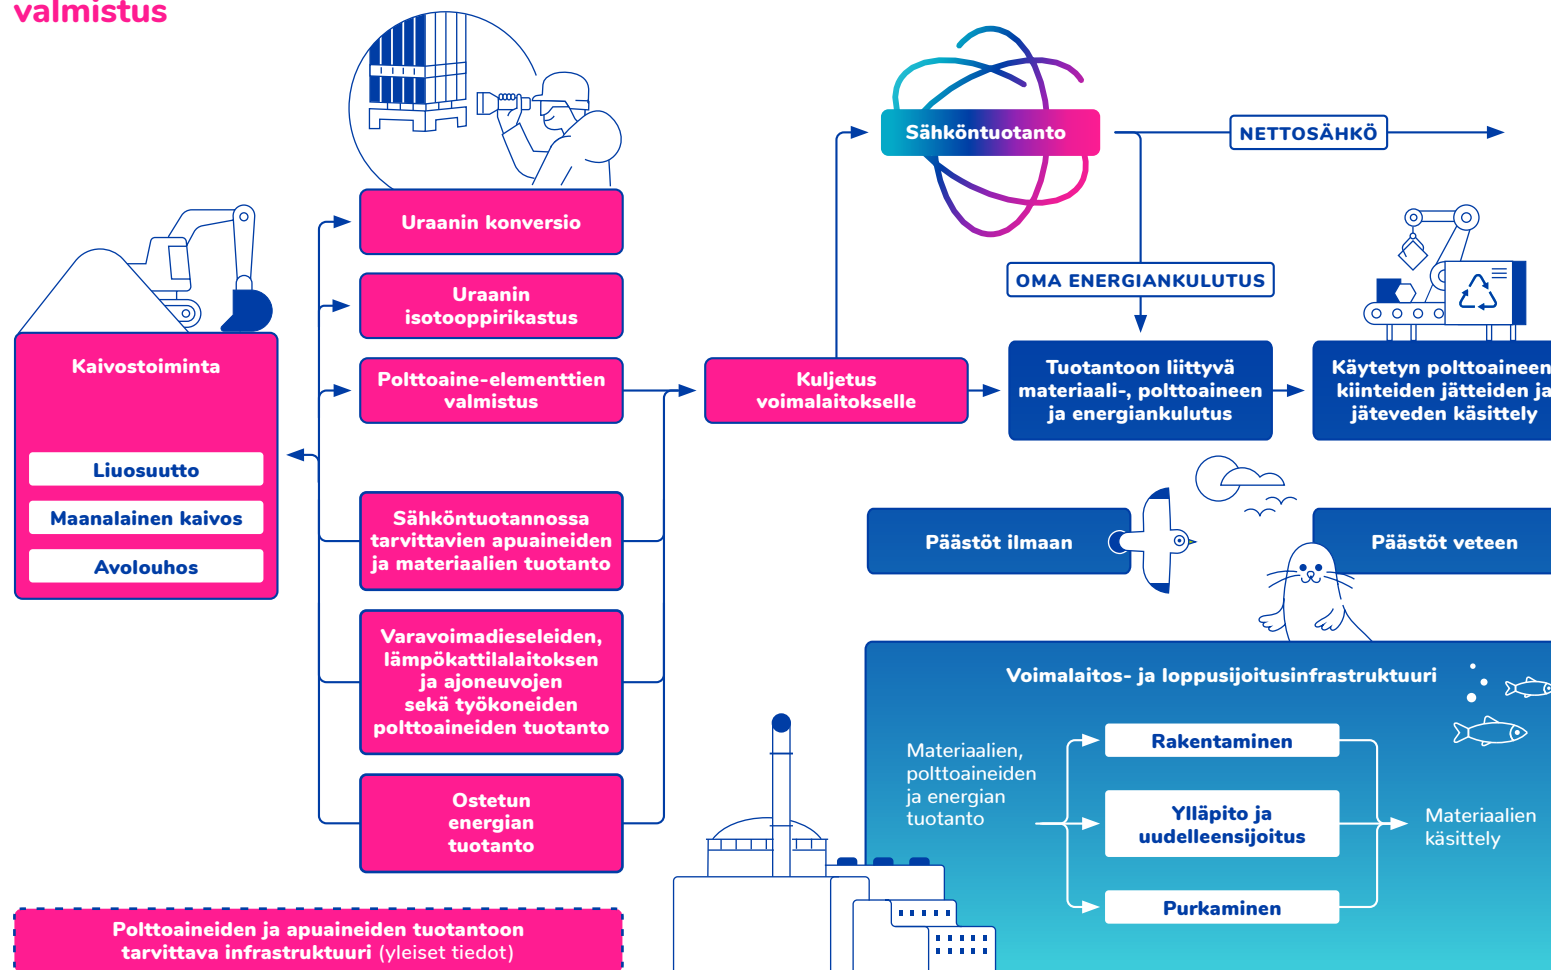 valmistus
Kaivostoiminta
Liuosuutto
Maanalainen kaivos
Avolouhos
Uraanin konversio
Uraanin
isotooppirikastus
Polttoaine-elementtien
valmistus
Sähköntuotannossa
tarvittavien apuaineiden
ja materiaalien tuotanto
Varavoimadieseleiden,
lämpökattilalaitoksen
ja ajoneuvojen
sekä työkoneiden
polttoaineiden tuotanto
Ostetun
energian
tuotanto
Polttoaineiden ja apuaineiden tuotantoon
tarvittava infrastruktuuri (yleiset tiedot)
Kuljetus
voimalaitokselle
Sähköntuotanto
NETTOSÄHKÖ
OMA ENERGIANKULUTUS
Tuotantoon liittyvä
materiaali-, polttoaineen
ja energiankulutus
Käytetyn polttoaineen
kiinteiden jätteiden ja
jäteveden käsittely
Päästöt ilmaan
Päästöt veteen
Voimalaitos- ja loppusijoitusinfrastruktuuri
Materiaalien,
polttoaineiden
ja energian
tuotanto
Rakentaminen
Ylläpito ja
uudelleensijoitus
Purkaminen
Materiaalien
käsittely